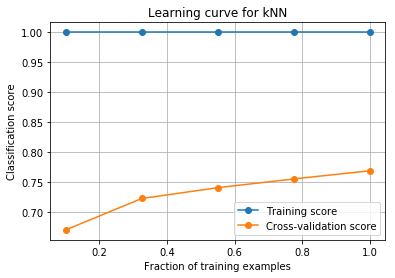 Learning curve for kNN
Classification score
1.00
0.95
0.90
0.85
0.80
0.75
0.70
Training score
Cross-validation score
0.2
0.4
0.6
0.8
1.0
Fraction of training examples